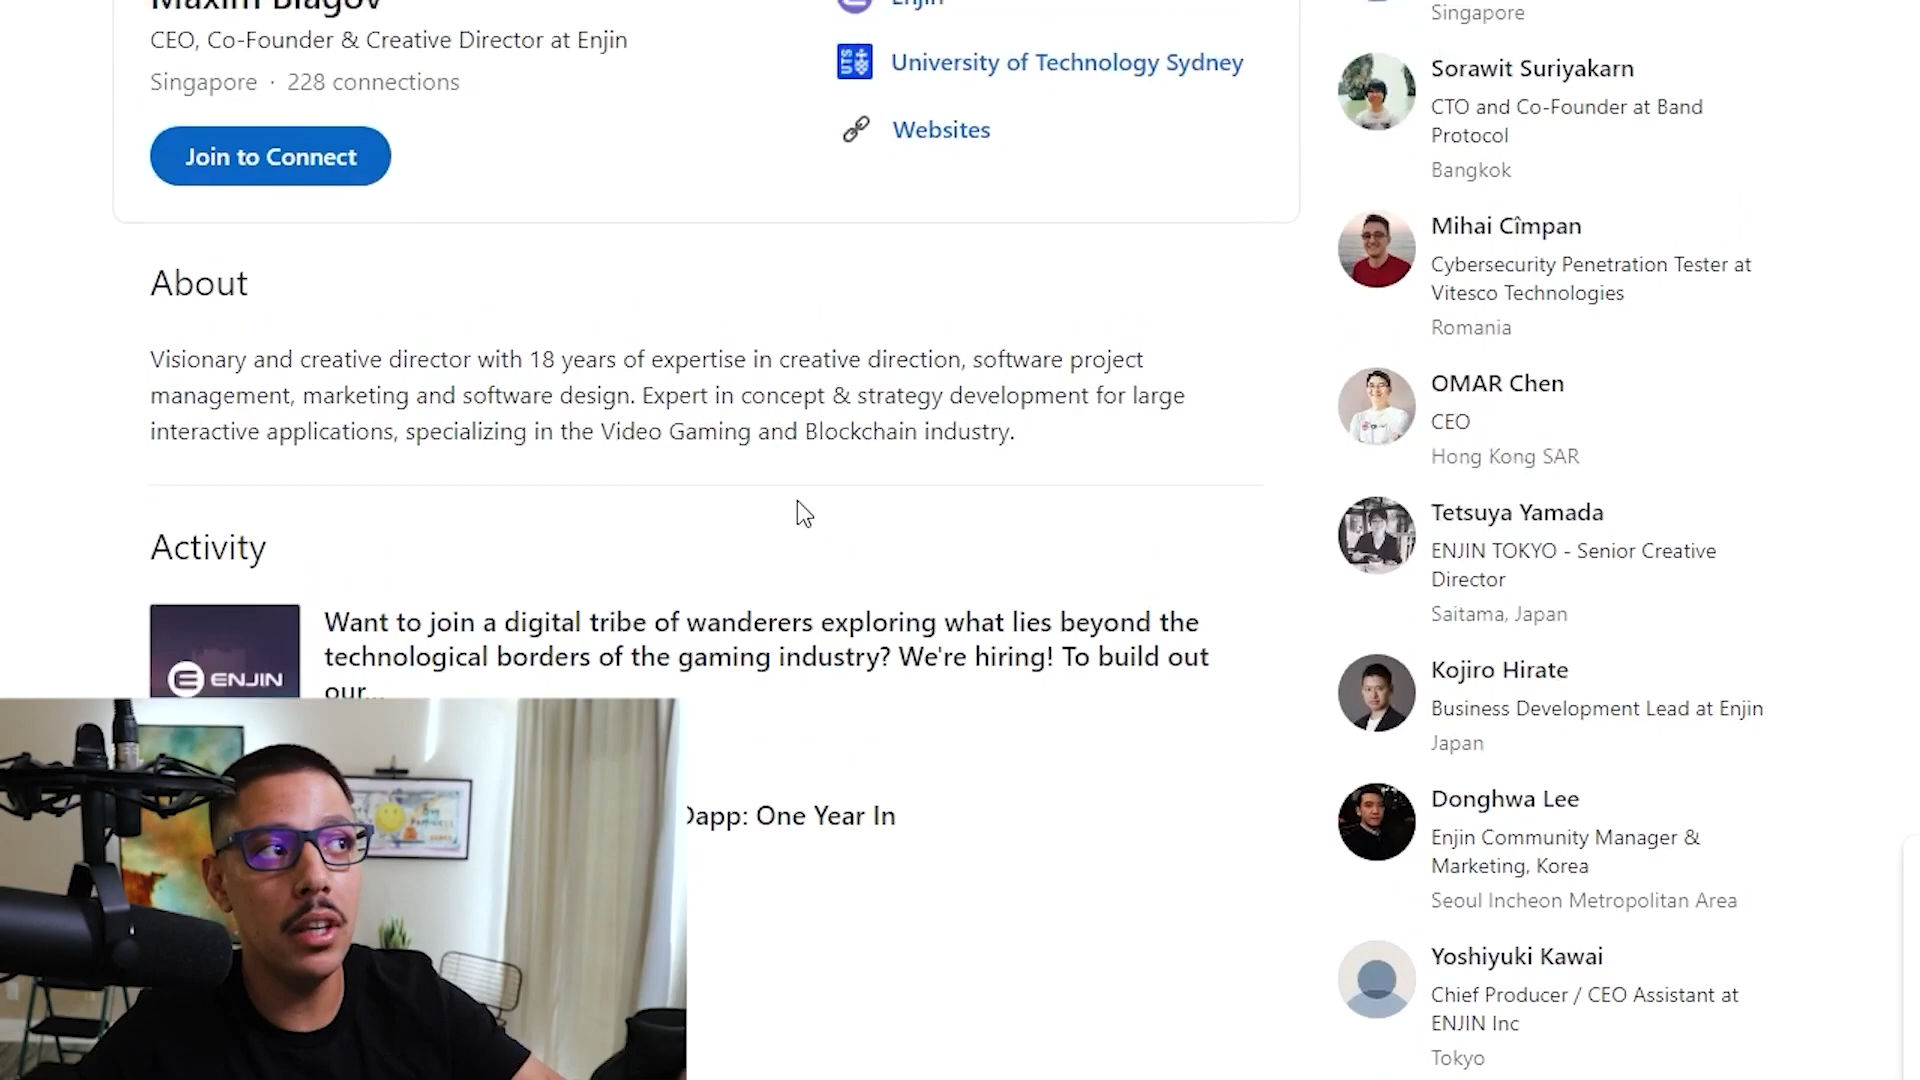 Maxim Blagov
CEO, Co-Founder & Creative Director at Enjin
Singapore · 228 connections
Join to Connect
Enjin
University of Technology Sydney
Websites
About
Visionary and creative director with 18 years of expertise in creative direction, software project
management, marketing and software design. Expert in concept & strategy development for large
interactive applications, specializing in the Video Gaming and Blockchain industry.
Activity
ENJIN
Want to join a digital tribe of wanderers exploring what lies beyond the
technological borders of the gaming industry? We're hiring! To build out
our...
Dapp: One Year In
Singapore
Sorawit Suriyakarn
CTO and Co-Founder at Band
Protocol
Bangkok
Mihai Cîmpan
Cybersecurity Penetration Tester at
Vitesco Technologies
Romania
OMAR Chen
CEO
Hong Kong SAR
Tetsuya Yamada
ENJIN TOKYO - Senior Creative
Director
Saitama, Japan
Kojiro Hirate
Business Development Lead at Enjin
Japan
Donghwa Lee
Enjin Community Manager &
Marketing, Korea
Seoul Incheon Metropolitan Area
Yoshiyuki Kawai
Chief Producer / CEO Assistant at
ENJIN Inc
Tokyo